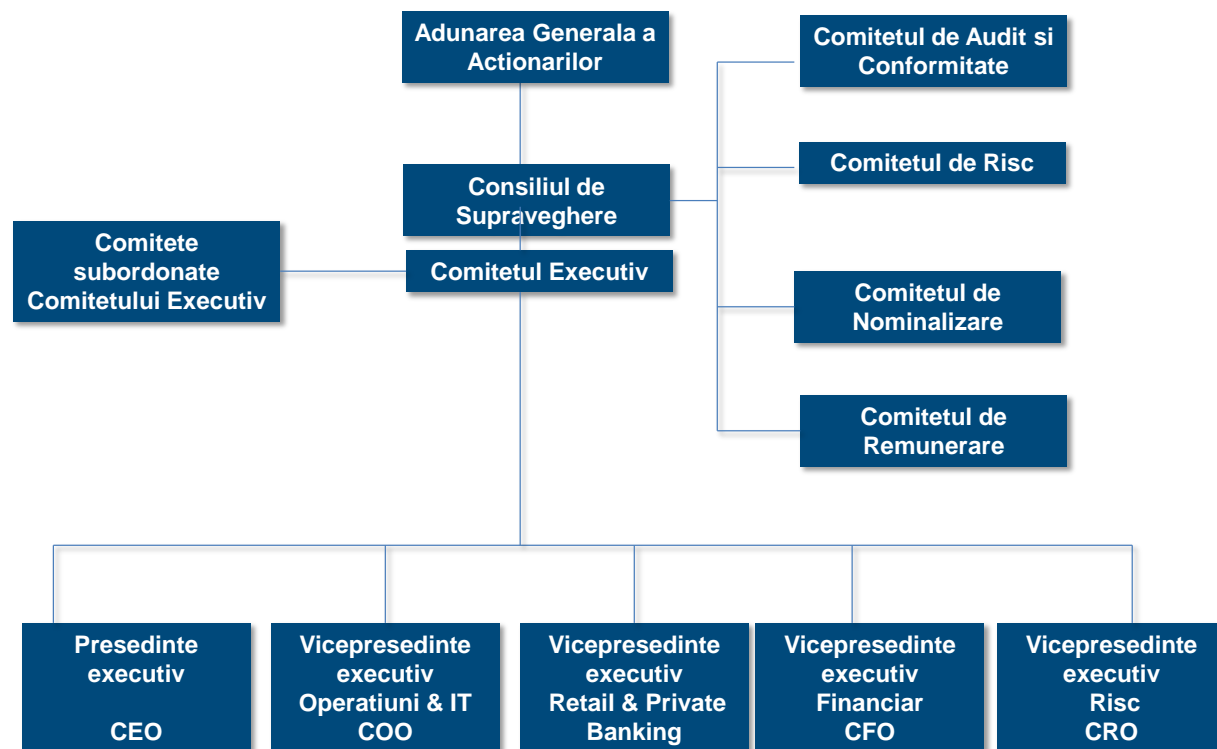 Adunarea Generala a
Actionarilor
Comitetul de Audit si
Conformitate
Comitetul de Risc
Consiliul de
Supraveghere
Comitete
subordonate
Comitetului Executiv
Comitetul Executiv
Comitetul de
Nominalizare
Comitetul de
Remunerare
Presedinte
executiv
CEO
Vicepresedinte
executiv
Operatiuni & IT
COO
Vicepresedinte
executiv
Retail & Private
Banking
Vicepresedinte
executiv
Financiar
CFO
Vicepresedinte
executiv
Risc
CRO